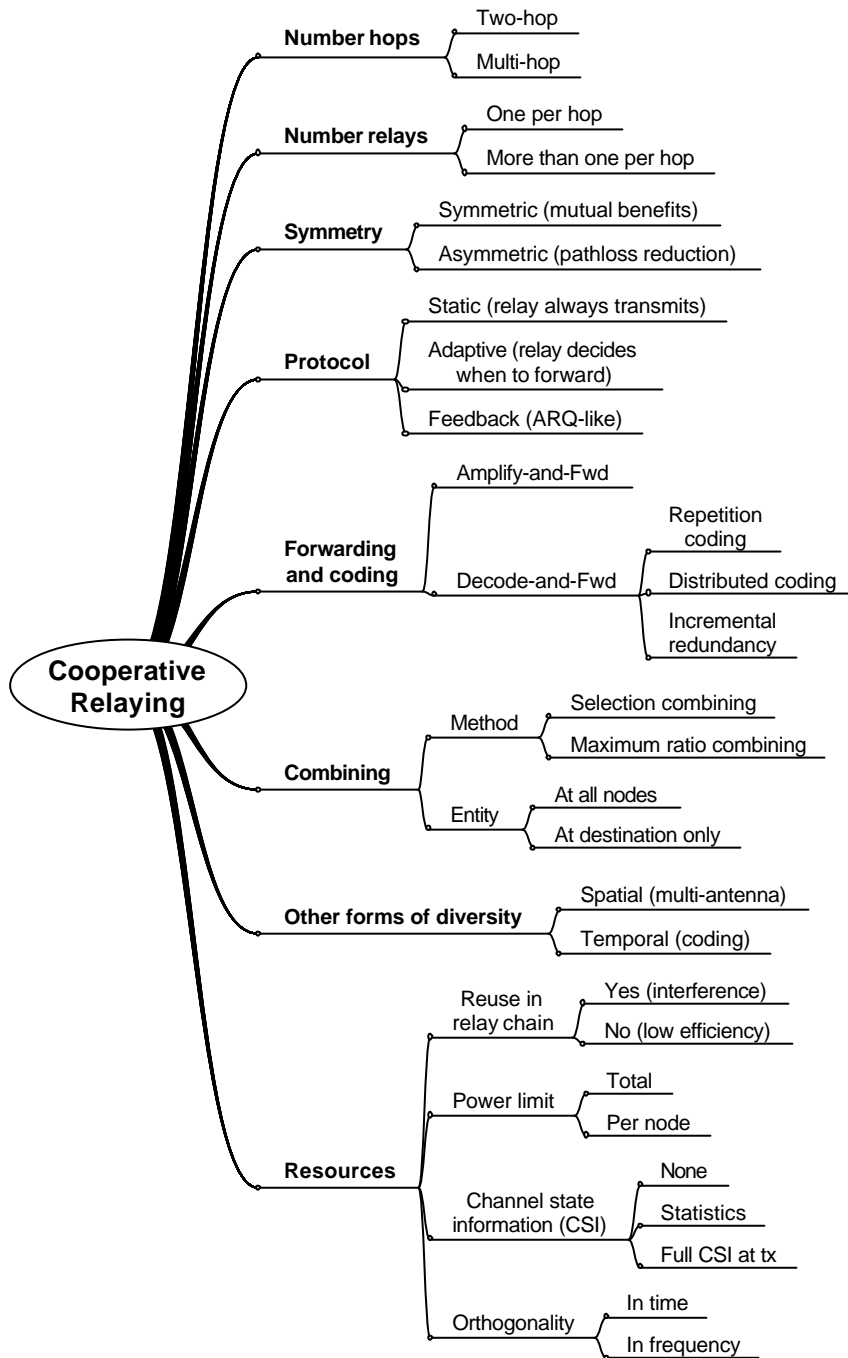 Two-hop
Number hops
Multi-hop
One per hop
Number relays
More than one per hop
Symmetric (mutual benefits)
Symmetry
Asymmetric (pathloss reduction)
Static (relay always transmits)
Protocol
Adaptive (relay decides
when to forward)
Feedback (ARQ-like)
Amplify-and-Fwd
Forwarding
and coding
Decode-and-Fwd
Repetition
coding
Distributed coding
Incremental
redundancy
Cooperative
Relaying
Combining
Method
Selection combining
Maximum ratio combining
Entity
At all nodes
At destination only
Other forms of diversity
Spatial (multi-antenna)
Temporal (coding)
Resources
Reuse in
relay chain
Yes (interference)
No (low efficiency)
Power limit
Total
Per node
Channel state
information (CSI)
None
Statistics
Full CSI at tx
Orthogonality
In time
In frequency